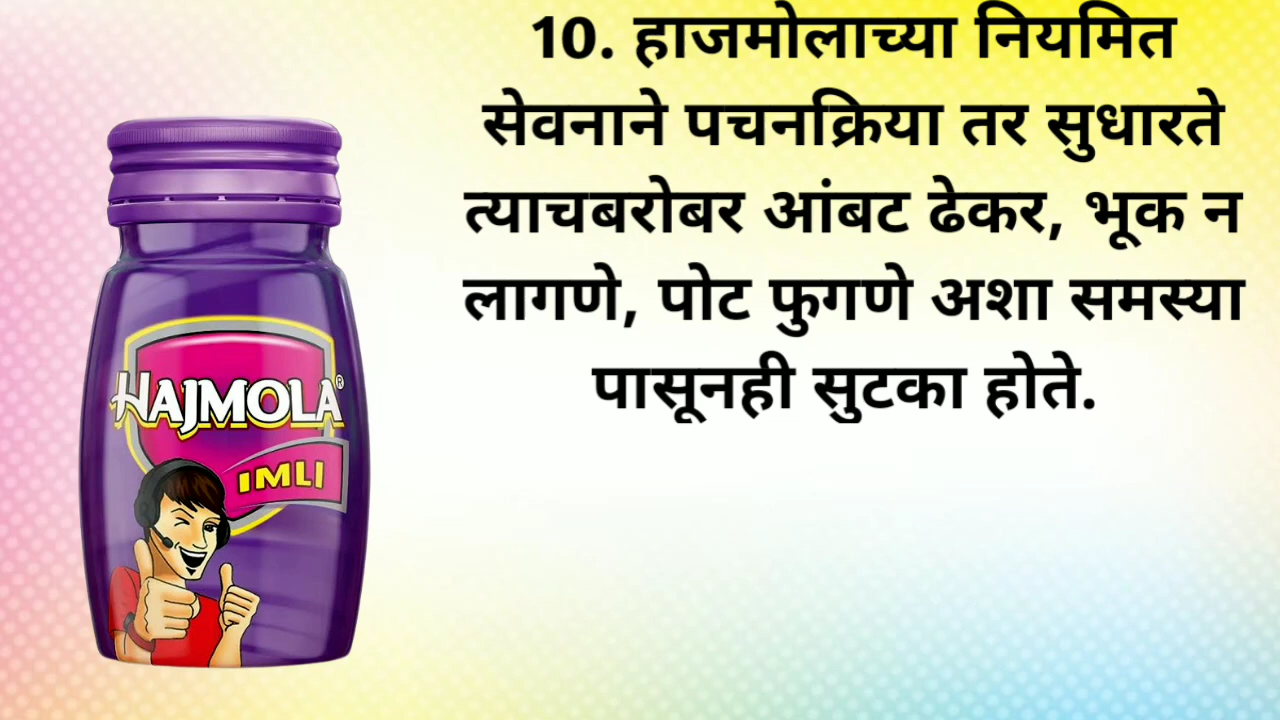 10. हाजमोलाच्या नियमित
सेवनाने पचनक्रिया तर सुधारते
त्याचबरोबर आंबट ढेकर, भूक न
लागणे, पोट फुगणे अशा समस्या
पासूनही सुटका होते.
HAJMOLA®
IMLI